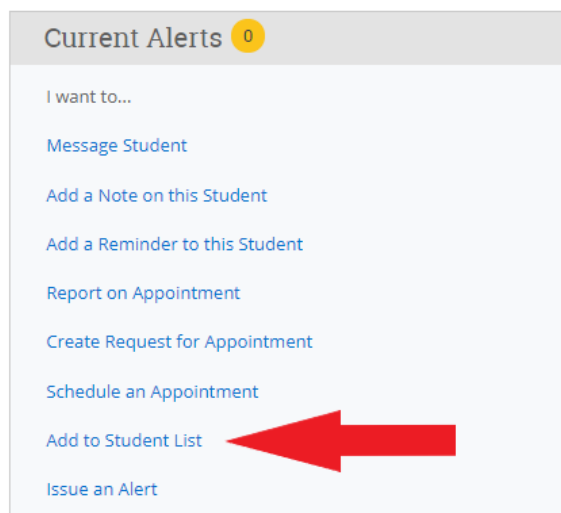 Current Alerts 0
I want to...
Message Student
Add a Note on this Student
Add a Reminder to this Student
Report on Appointment
Create Request for Appointment
Schedule an Appointment
Add to Student List
Issue an Alert